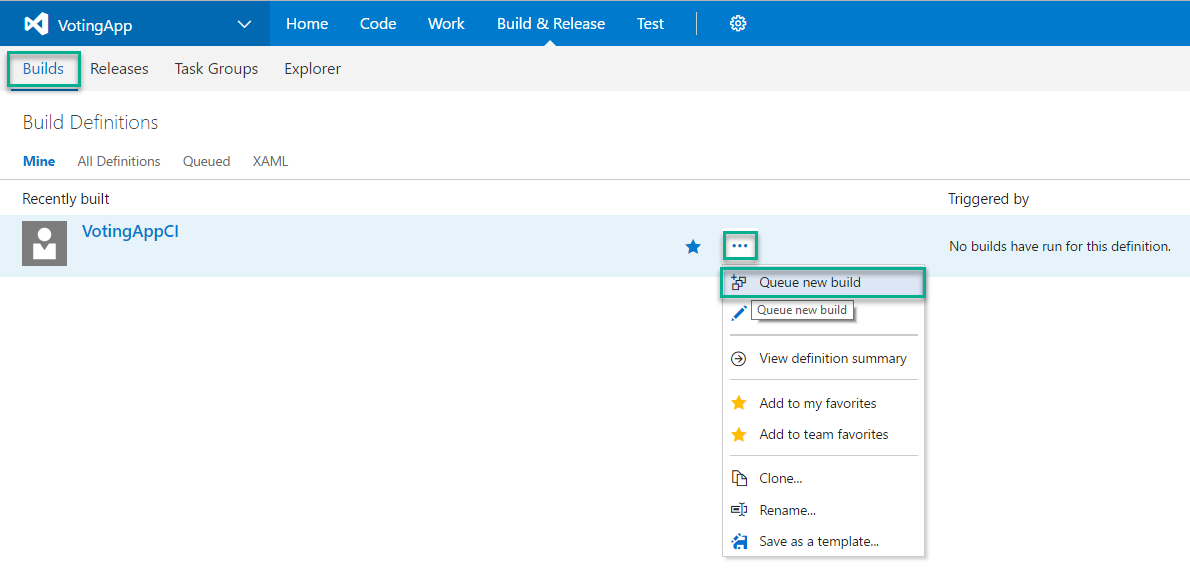 VotingApp Home Code Work Build & Release Test
Builds Releases Task Groups Explorer
Build Definitions
Mine All Definitions Queued XAML
Recently built Triggered by
VotingAppCI
... No builds have run for this definition.
Queue new build
Queue new build
View definition summary
Add to my favorites
Add to team favorites
Clone...
Rename...
Save as a template...